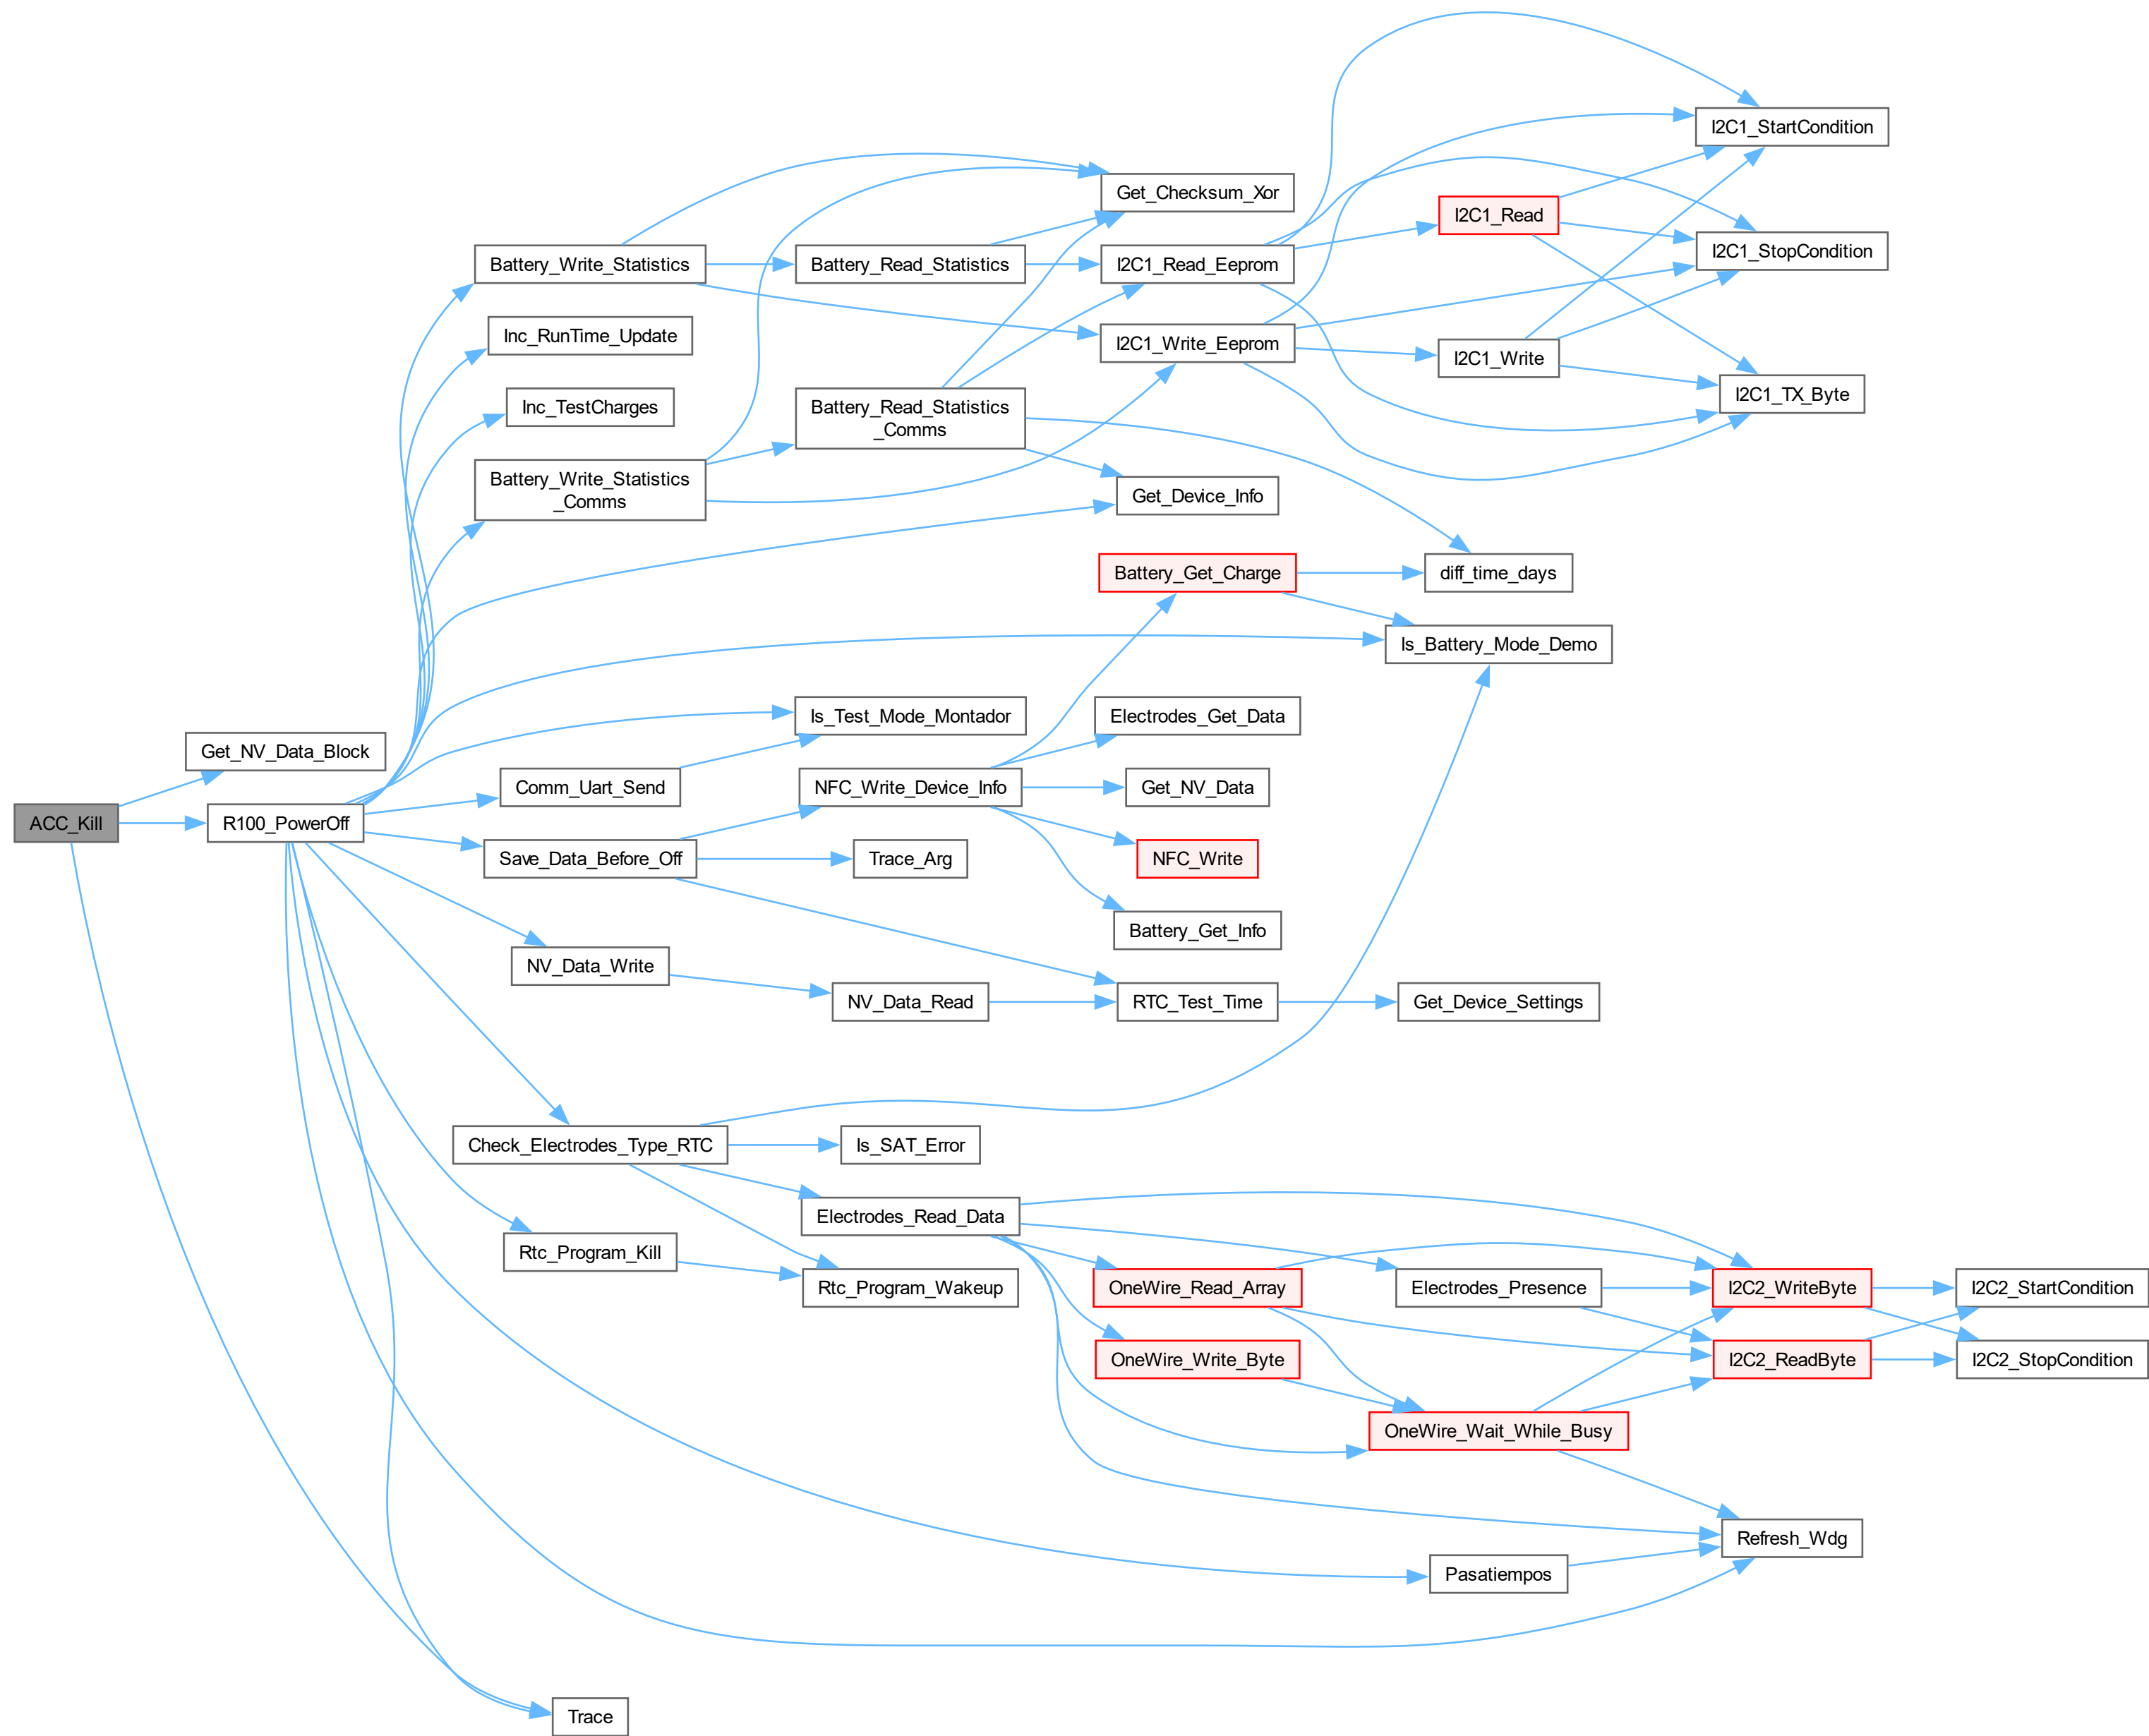 ACC_Kill
Get_NV_Data_Block
R100_PowerOff
Battery_Write_Statistics
Inc_RunTime_Update
Inc_TestCharges
Battery_Write_Statistics
_Comms
Comm_Uart_Send
Save_Data_Before_Off
NV_Data_Write
Check_Electrodes_Type_RTC
Rtc_Program_Kill
Trace
Battery_Read_Statistics
Battery_Read_Statistics
_Comms
Is_Test_Mode_Montador
NFC_Write_Device_Info
Trace_Arg
NV_Data_Read
Is_SAT_Error
Electrodes_Read_Data
Rtc_Program_Wakeup
Get_Checksum_Xor
I2C1_Read_Eeprom
I2C1_Write_Eeprom
Get_Device_Info
Battery_Get_Charge
Electrodes_Get_Data
Get_NV_Data
NFC_Write
Battery_Get_Info
RTC_Test_Time
OneWire_Read_Array
OneWire_Write_Byte
I2C1_Read
I2C1_Write
diff_time_days
Is_Battery_Mode_Demo
Get_Device_Settings
Electrodes_Presence
OneWire_Wait_While_Busy
Pasatiempos
I2C1_StartCondition
I2C1_StopCondition
I2C1_TX_Byte
I2C2_WriteByte
I2C2_ReadByte
Refresh_Wdg
I2C2_StartCondition
I2C2_StopCondition